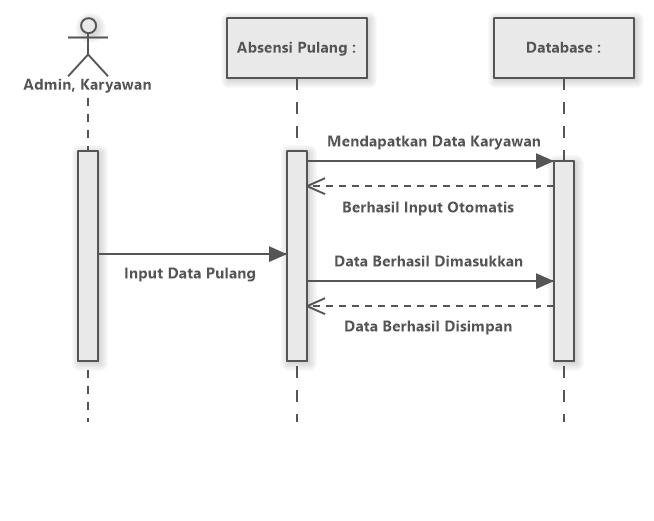 Absensi Pulang :
Database :
Admin, Karyawan
Mendapatkan Data Karyawan
Berhasil Input Otomatis
Input Data Pulang
Data Berhasil Dimasukkan
Data Berhasil Disimpan